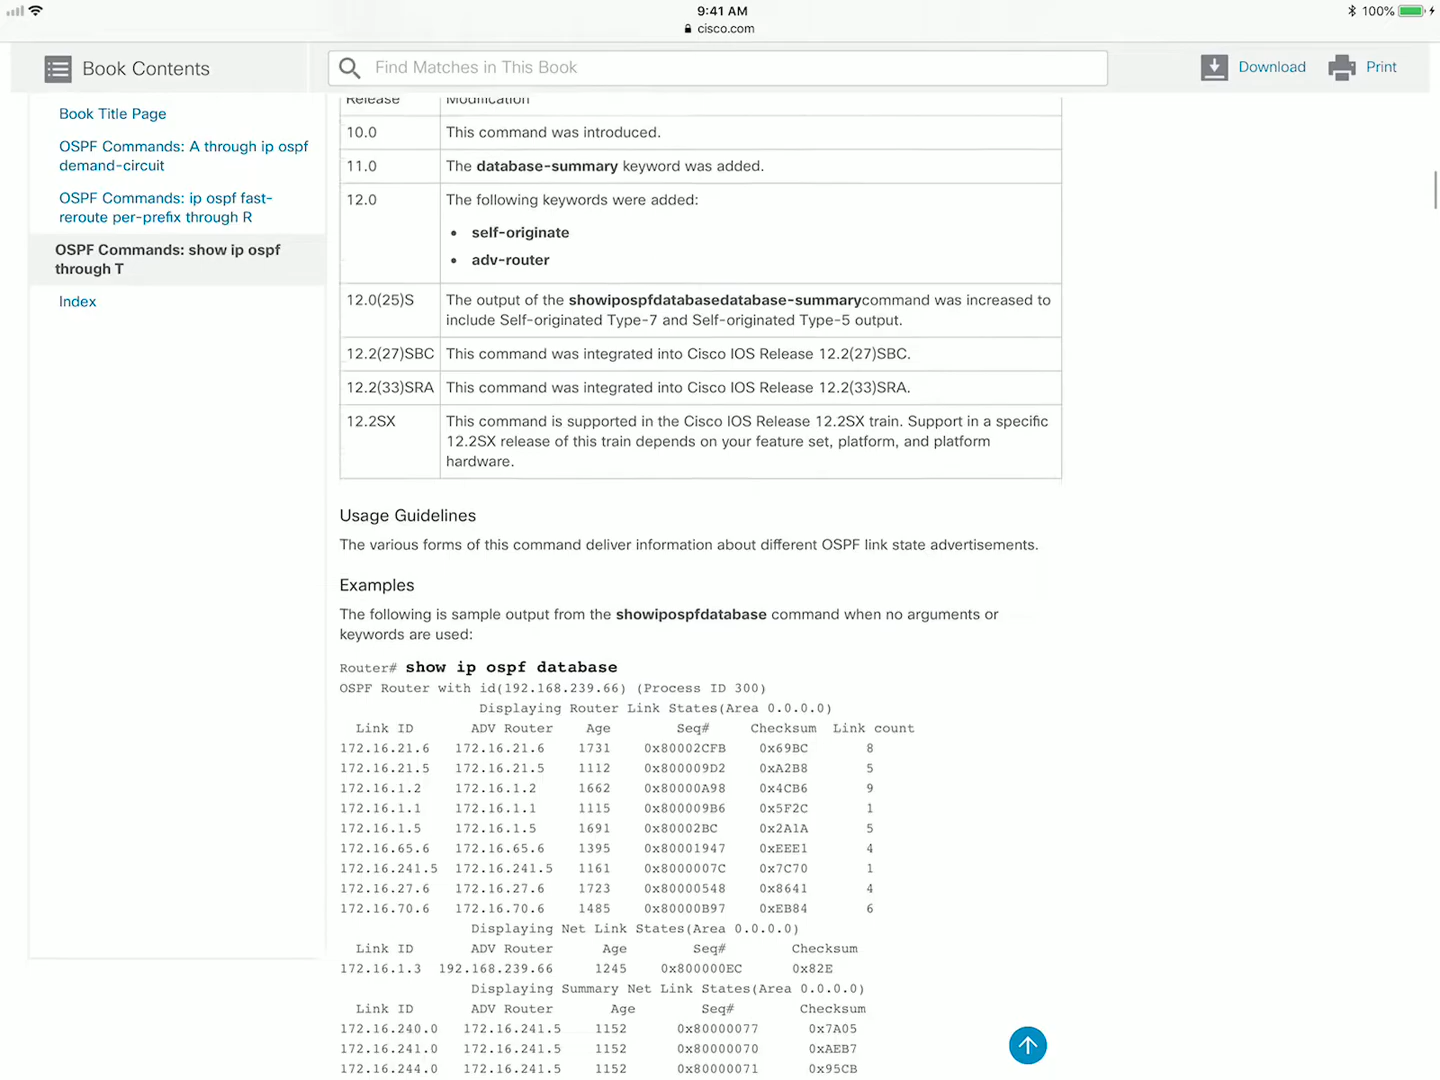 9:41 AM
100%
cisco.com
Book Contents
Find Matches in This Book
Download
Print
Book Title Page
OSPF Commands: A through ip ospf
demand-circuit
OSPF Commands: ip ospf fast-
reroute per-prefix through R
OSPF Commands: show ip ospf
through T
Index
Release Modification
10.0 This command was introduced.
11.0 The database-summary keyword was added.
12.0 The following keywords were added:
• self-originate
• adv-router
12.0(25)S The output of the showipospfdatabasedatabase-summarycommand was increased to
include Self-originated Type-7 and Self-originated Type-5 output.
12.2(27)SBC This command was integrated into Cisco IOS Release 12.2(27)SBC.
12.2(33)SRA This command was integrated into Cisco IOS Release 12.2(33)SRA.
12.2SX This command is supported in the Cisco IOS Release 12.2SX train. Support in a specific
12.2SX release of this train depends on your feature set, platform, and platform
hardware.
Usage Guidelines
The various forms of this command deliver information about different OSPF link state advertisements.
Examples
The following is sample output from the showipospfdatabase command when no arguments or
keywords are used:
Router# show ip ospf database
OSPF Router with id(192.168.239.66) (Process ID 300)
Displaying Router Link States(Area 0.0.0.0)
Link ID ADV Router Age Seq# Checksum Link count
172.16.21.6 172.16.21.6 1731 0x80002CFB 0x69BC 8
172.16.21.5 172.16.21.5 1112 0x800009D2 0xA2B8 5
172.16.1.2 172.16.1.2 1662 0x80000A98 0x4CB6 9
172.16.1.1 172.16.1.1 1115 0x800009B6 0x5F2C 1
172.16.1.5 172.16.1.5 1691 0x80002BC 0x2A1A 5
172.16.65.6 172.16.65.6 1395 0x80001947 0xEEE1 4
172.16.241.5 172.16.241.5 1161 0x8000007C 0x7C70 1
172.16.27.6 172.16.27.6 1723 0x80000548 0x8641 4
172.16.70.6 172.16.70.6 1485 0x80000B97 0xEB84 6
Displaying Net Link States(Area 0.0.0.0)
Link ID ADV Router Age Seq# Checksum
172.16.1.3 192.168.239.66 1245 0x800000EC 0x82E
Displaying Summary Net Link States(Area 0.0.0.0)
Link ID ADV Router Age Seq# Checksum
172.16.240.0 172.16.241.5 1152 0x80000077 0x7A05
172.16.241.0 172.16.241.5 1152 0x80000070 0xAEB7
172.16.244.0 172.16.241.5 1152 0x80000071 0x95CB